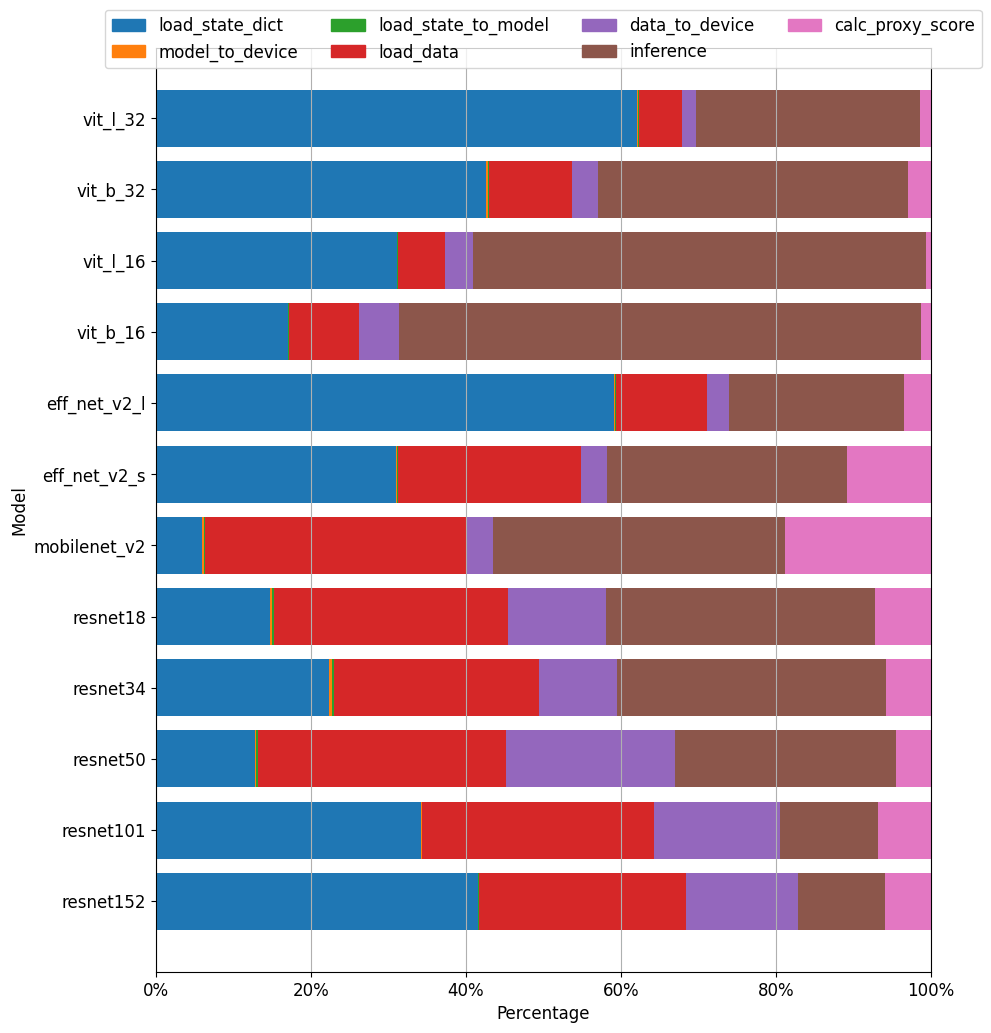 load_state_dict load_state_to_model data_to_device calc_proxy_score
model_to_device load_data inference
vit_l_32
vit_b_32
vit_l_16
vit_b_16
eff_net_v2_l
eff_net_v2_s
mobilenet_v2
resnet18
resnet34
resnet50
resnet101
resnet152
Model
0% 20% 40% 60% 80% 100%
Percentage